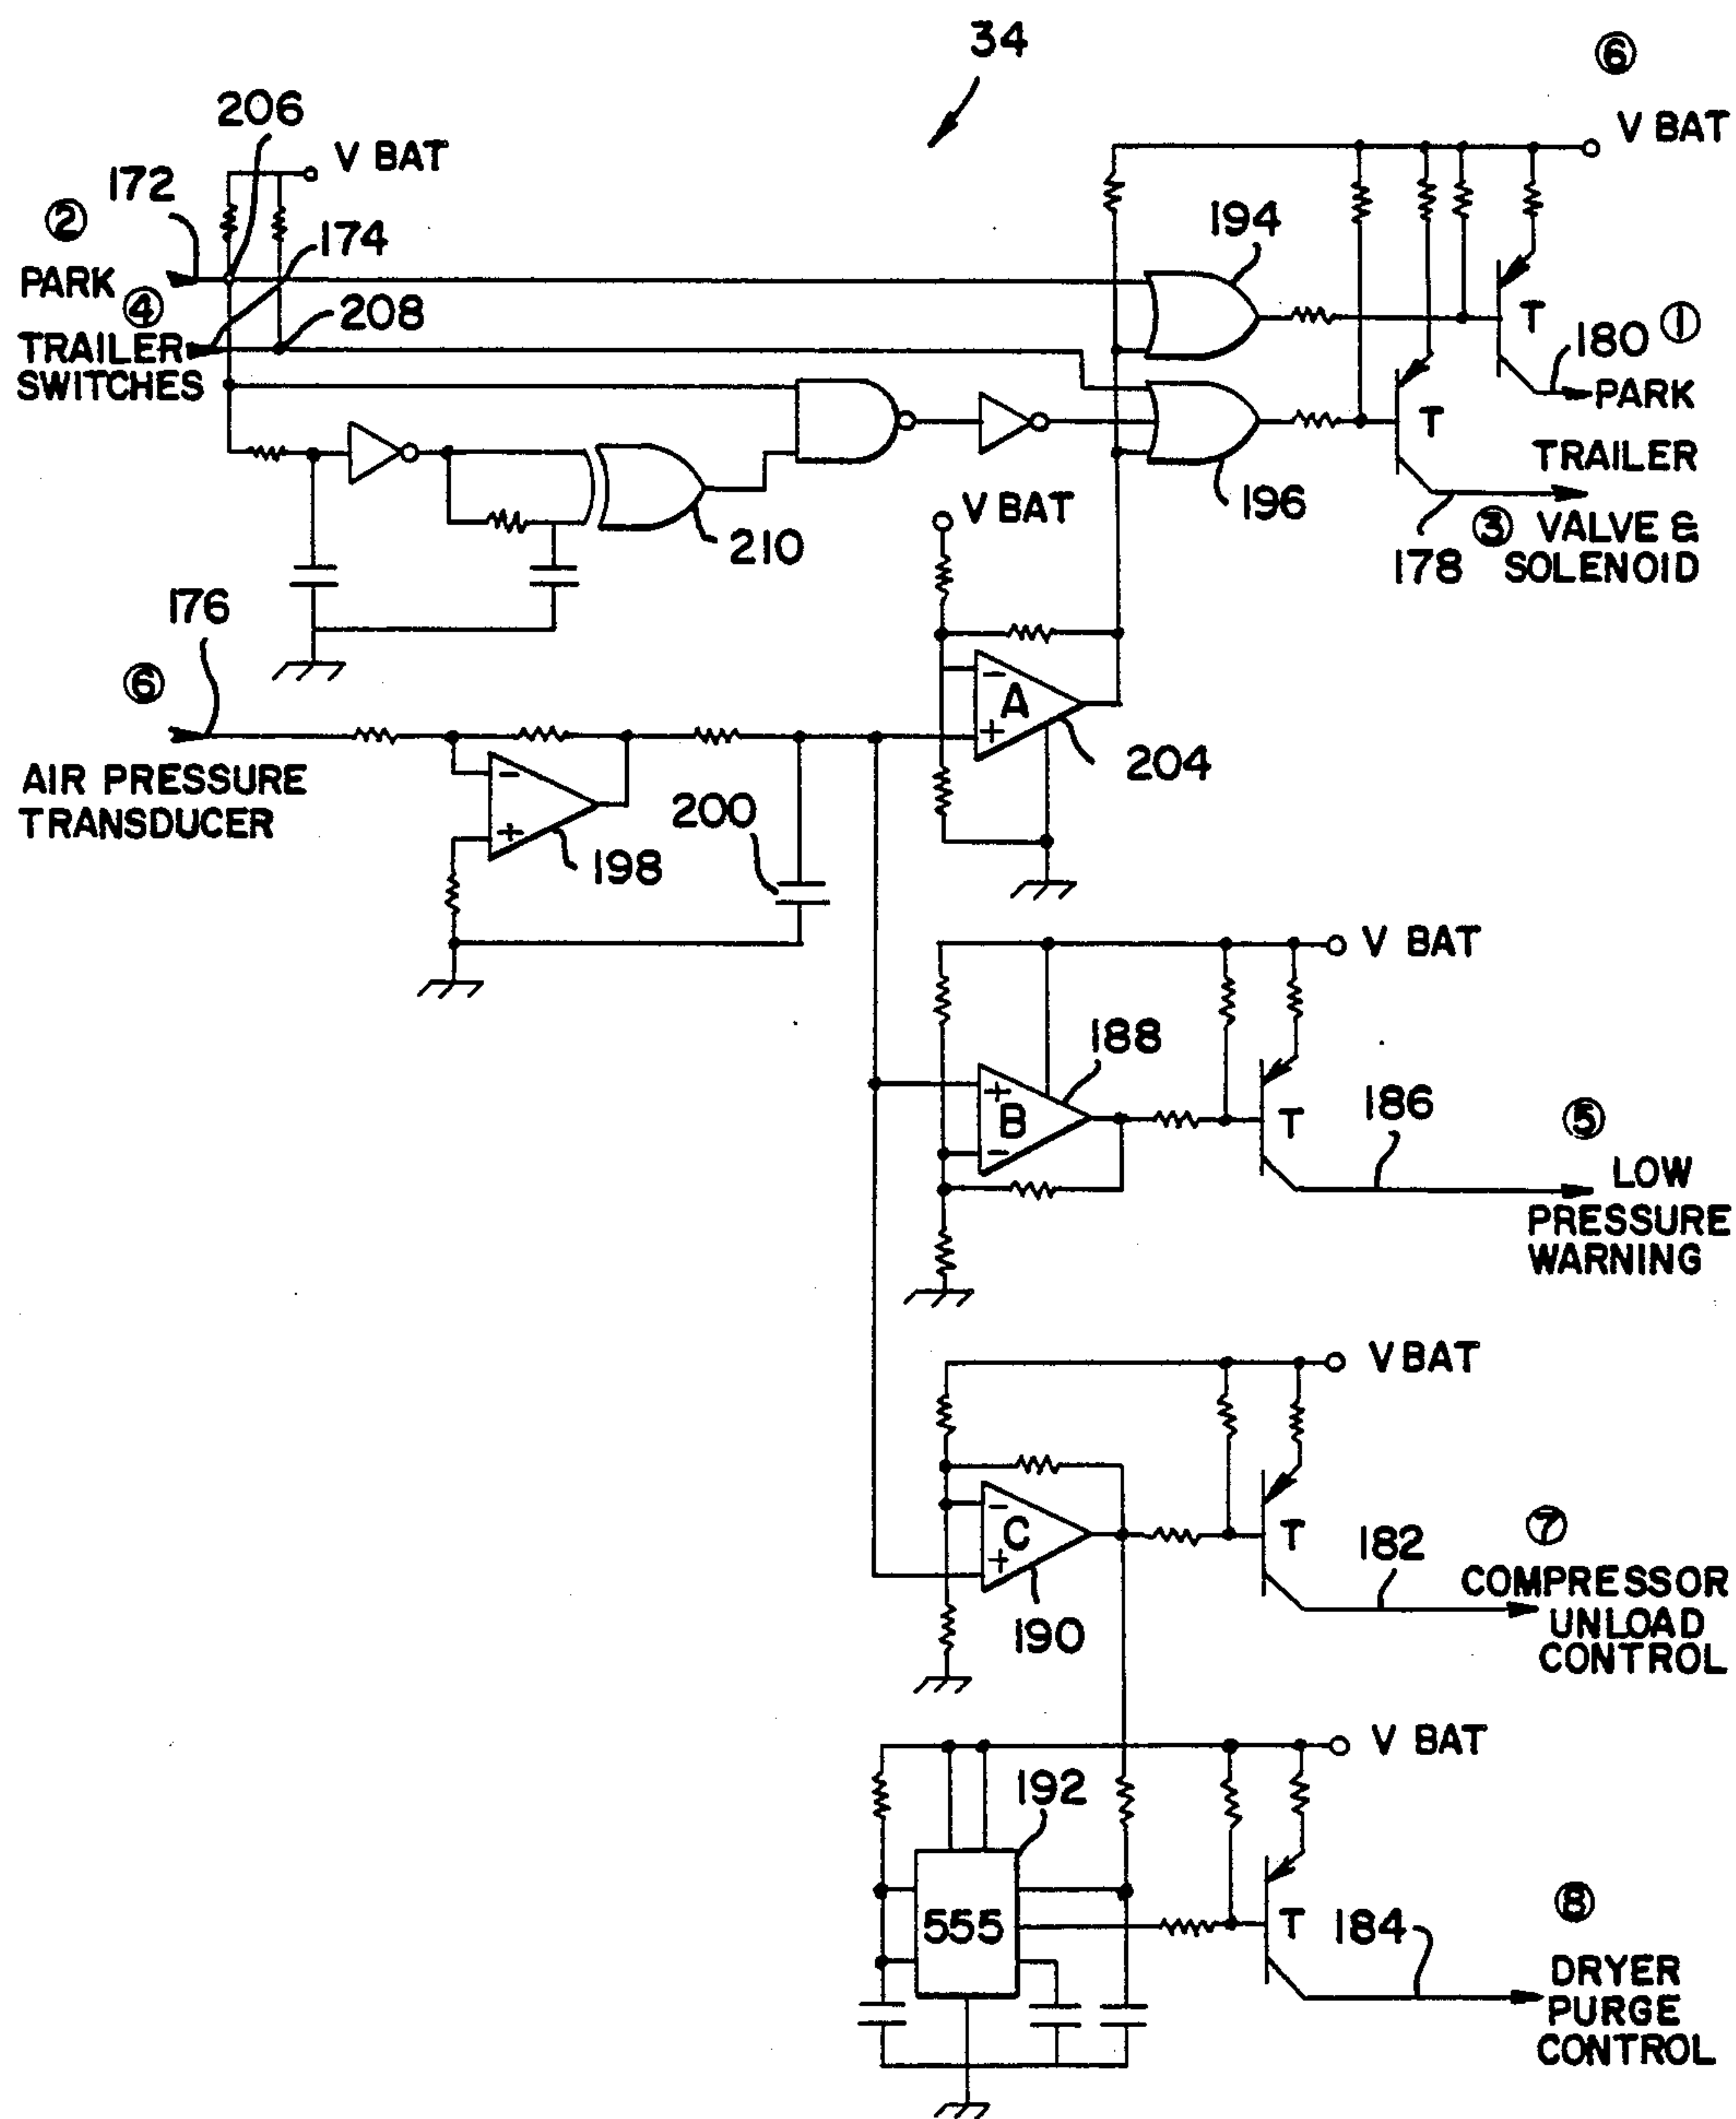 34
⑥
206
V BAT
V BAT
172
②
174
194
PARK
④
208
TRAILER
SWITCHES
T
180
①
PARK
T
TRAILER
V BAT
196
210
③ VALVE &
178 SOLENOID
176
⑥
A
- +
204
AIR PRESSURE
TRANSDUCER
- +
198
200
V BAT
188
+ -
B
T
186
⑤
LOW
PRESSURE
WARNING
V BAT
- +
C
190
T
182
⑦
COMPRESSOR
UNLOAD
CONTROL
V BAT
192
555
T
184
⑧
DRYER
PURGE
CONTROL